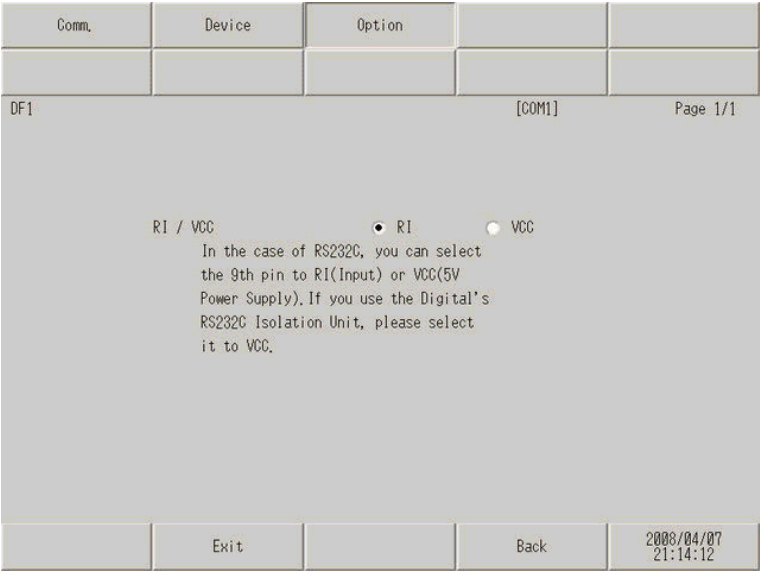 Comm. Device Option
DF1 [COM1] Page 1/1
RI / VCC RI VCC
In the case of RS232C, you can select
the 9th pin to RI(Input) or VCC(5V
Power Supply). If you use the Digital's
RS232C Isolation Unit, please select
it to VCC.
Exit Back 2008/04/07
21:14:12